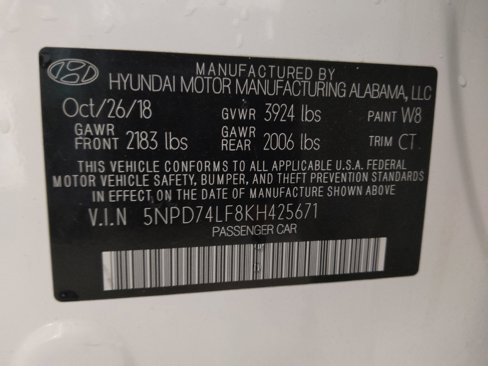 MANUFACTURED BY
HYUNDAI MOTOR MANUFACTURING ALABAMA, LLC
Oct/26/18 GVWR 3924 lbs PAINT W8
GAWR FRONT 2183 lbs GAWR REAR 2006 lbs TRIM CT
THIS VEHICLE CONFORMS TO ALL APPLICABLE U.S.A. FEDERAL
MOTOR VEHICLE SAFETY, BUMPER, AND THEFT PREVENTION STANDARDS
IN EFFECT ON THE DATE OF MANUFACTURE SHOWN ABOVE
V.I.N 5NPD74LF8KH425671
PASSENGER CAR